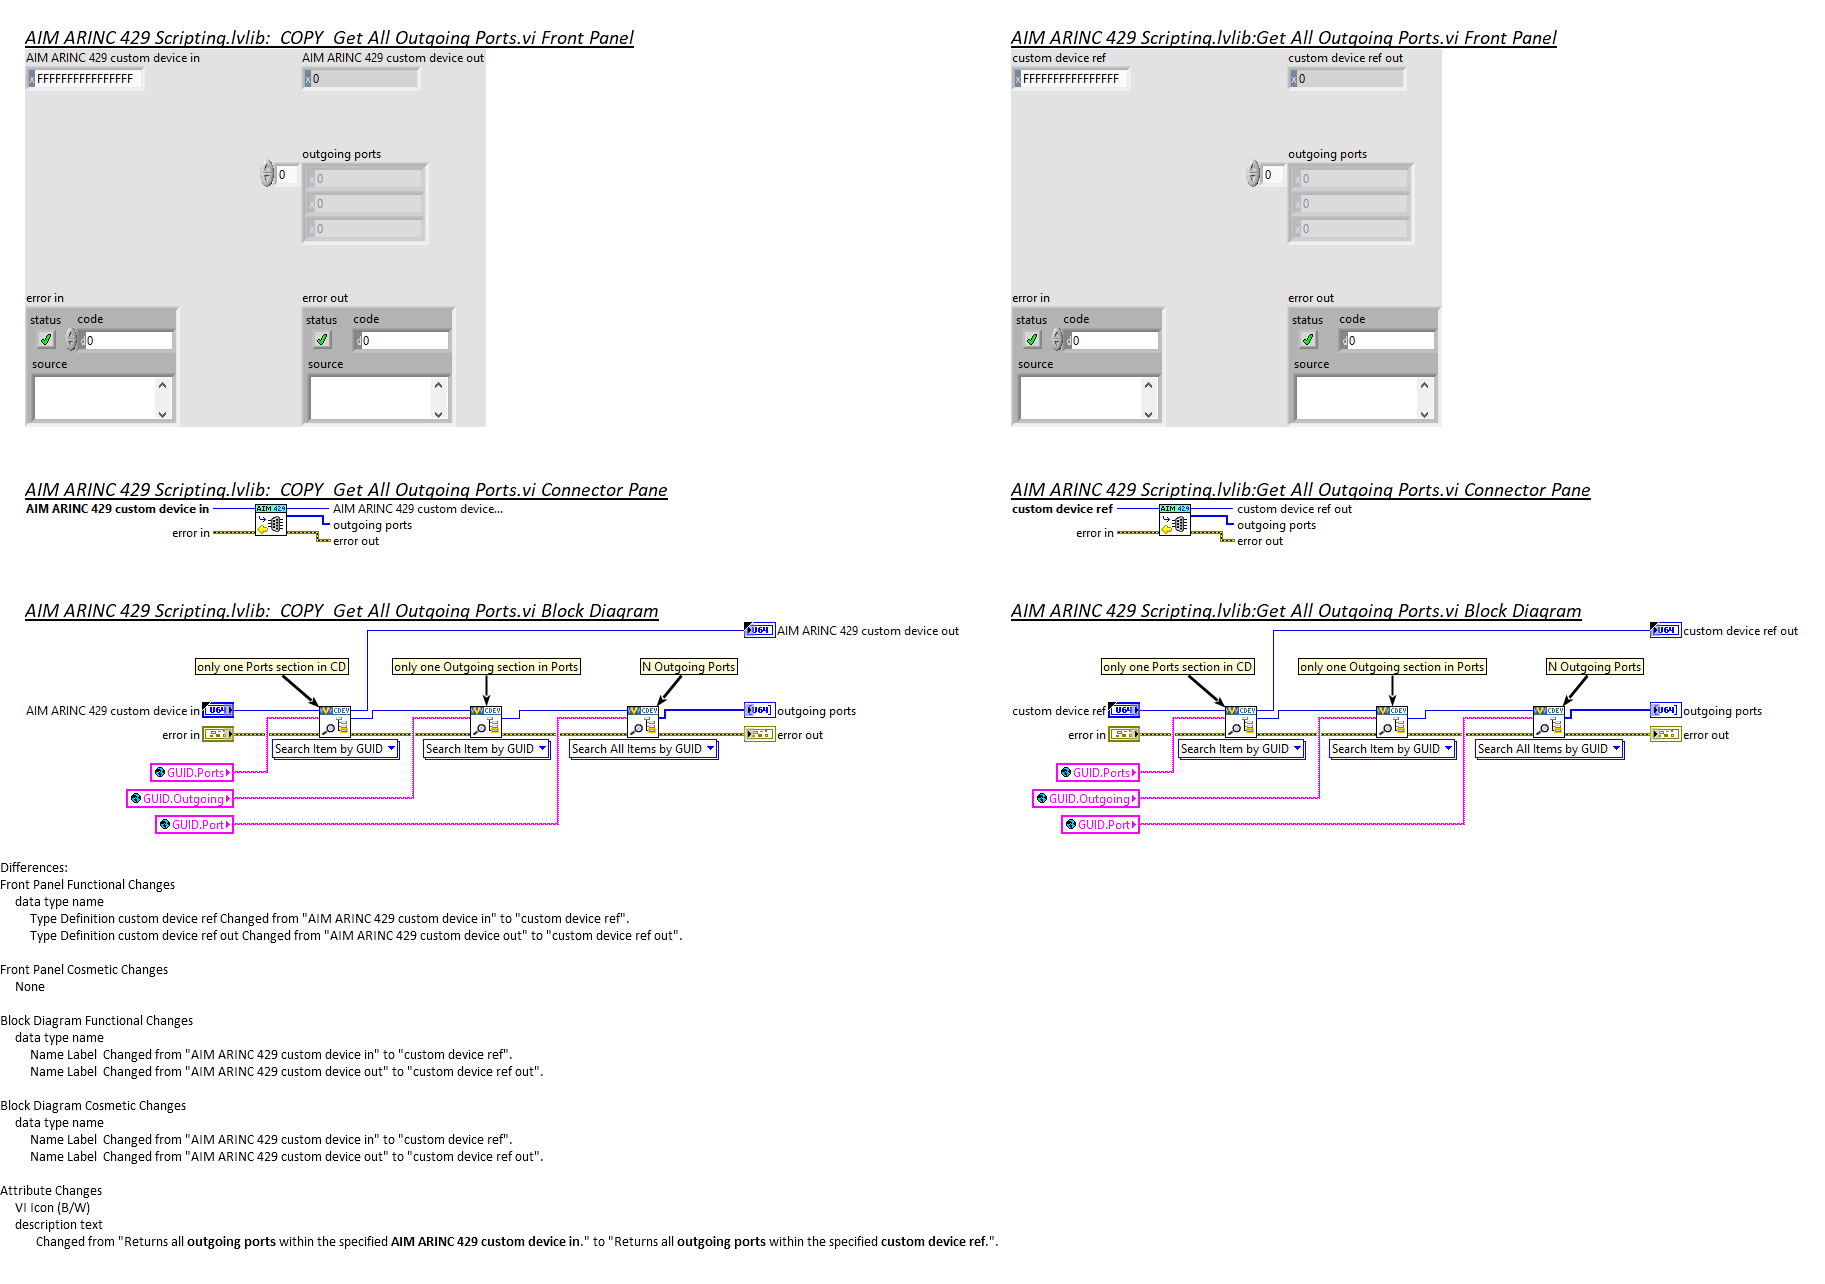 AIM ARINC 429 Scripting.lvlib:_COPY_Get All Outgoing Ports.vi Front Panel
AIM ARINC 429 custom device in
AIM ARINC 429 custom device out
x FFFFFFFFFFFFFFFF
x 0
outgoing ports
0
x 0
x 0
x 0
error in
error out
status
code
status
code
d 0
d 0
source
source
AIM ARINC 429 Scripting.lvlib:Get All Outgoing Ports.vi Front Panel
custom device ref
custom device ref out
x FFFFFFFFFFFFFFFF
x 0
outgoing ports
0
x 0
x 0
x 0
error in
error out
status
code
status
code
d 0
d 0
source
source
AIM ARINC 429 Scripting.lvlib:_COPY_Get All Outgoing Ports.vi Connector Pane
AIM ARINC 429 custom device in
AIM 429
AIM ARINC 429 custom device...
outgoing ports
error in
error out
AIM ARINC 429 Scripting.lvlib:Get All Outgoing Ports.vi Connector Pane
custom device ref
AIM 429
custom device ref out
outgoing ports
error in
error out
AIM ARINC 429 Scripting.lvlib:_COPY_Get All Outgoing Ports.vi Block Diagram
U64
AIM ARINC 429 custom device out
only one Ports section in CD
only one Outgoing section in Ports
N Outgoing Ports
AIM ARINC 429 custom device in
U64
CDEV
CDEV
CDEV
[U64]
outgoing ports
error in
error out
Search Item by GUID
Search Item by GUID
Search All Items by GUID
GUID.Ports
GUID.Outgoing
GUID.Port
AIM ARINC 429 Scripting.lvlib:Get All Outgoing Ports.vi Block Diagram
U64
custom device ref out
only one Ports section in CD
only one Outgoing section in Ports
N Outgoing Ports
custom device ref
U64
CDEV
CDEV
CDEV
[U64]
outgoing ports
error in
error out
Search Item by GUID
Search Item by GUID
Search All Items by GUID
GUID.Ports
GUID.Outgoing
GUID.Port
Differences:
Front Panel Functional Changes
data type name
Type Definition custom device ref Changed from "AIM ARINC 429 custom device in" to "custom device ref".
Type Definition custom device ref out Changed from "AIM ARINC 429 custom device out" to "custom device ref out".
Front Panel Cosmetic Changes
None
Block Diagram Functional Changes
data type name
Name Label  Changed from "AIM ARINC 429 custom device in" to "custom device ref".
Name Label  Changed from "AIM ARINC 429 custom device out" to "custom device ref out".
Block Diagram Cosmetic Changes
data type name
Name Label  Changed from "AIM ARINC 429 custom device in" to "custom device ref".
Name Label  Changed from "AIM ARINC 429 custom device out" to "custom device ref out".
Attribute Changes
VI Icon (B/W)
description text
Changed from "Returns all outgoing ports within the specified AIM ARINC 429 custom device in." to "Returns all outgoing ports within the specified custom device ref.".